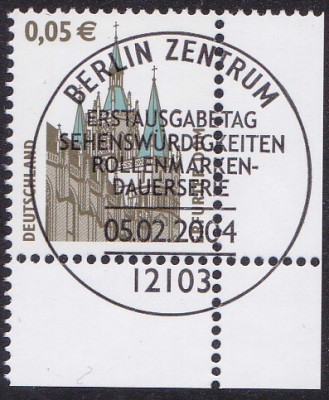 0,05 €
DEUTSCHLAND
BERLIN ZENTRUM
ERSTAUSGABETAG
SEHENSWÜRDIGKEITEN
ROLLENMARKEN-
DAUERSERIE
05.02.2004
12103